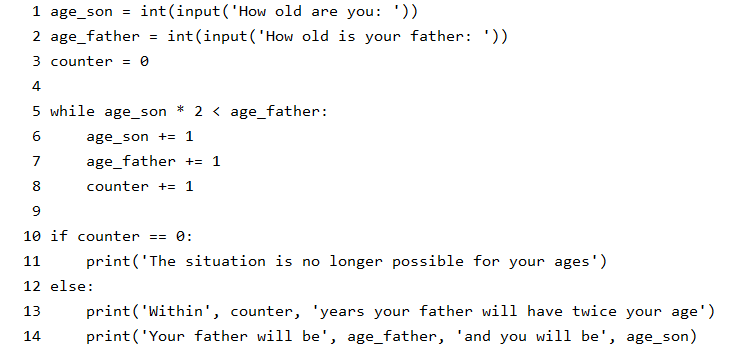 1 age_son = int(input('How old are you: '))
2 age_father = int(input('How old is your father: '))
3 counter = 0
4
5 while age_son * 2 < age_father:
6     age_son += 1
7     age_father += 1
8     counter += 1
9
10 if counter == 0:
11     print('The situation is no longer possible for your ages')
12 else:
13     print('Within', counter, 'years your father will have twice your age')
14     print('Your father will be', age_father, 'and you will be', age_son)